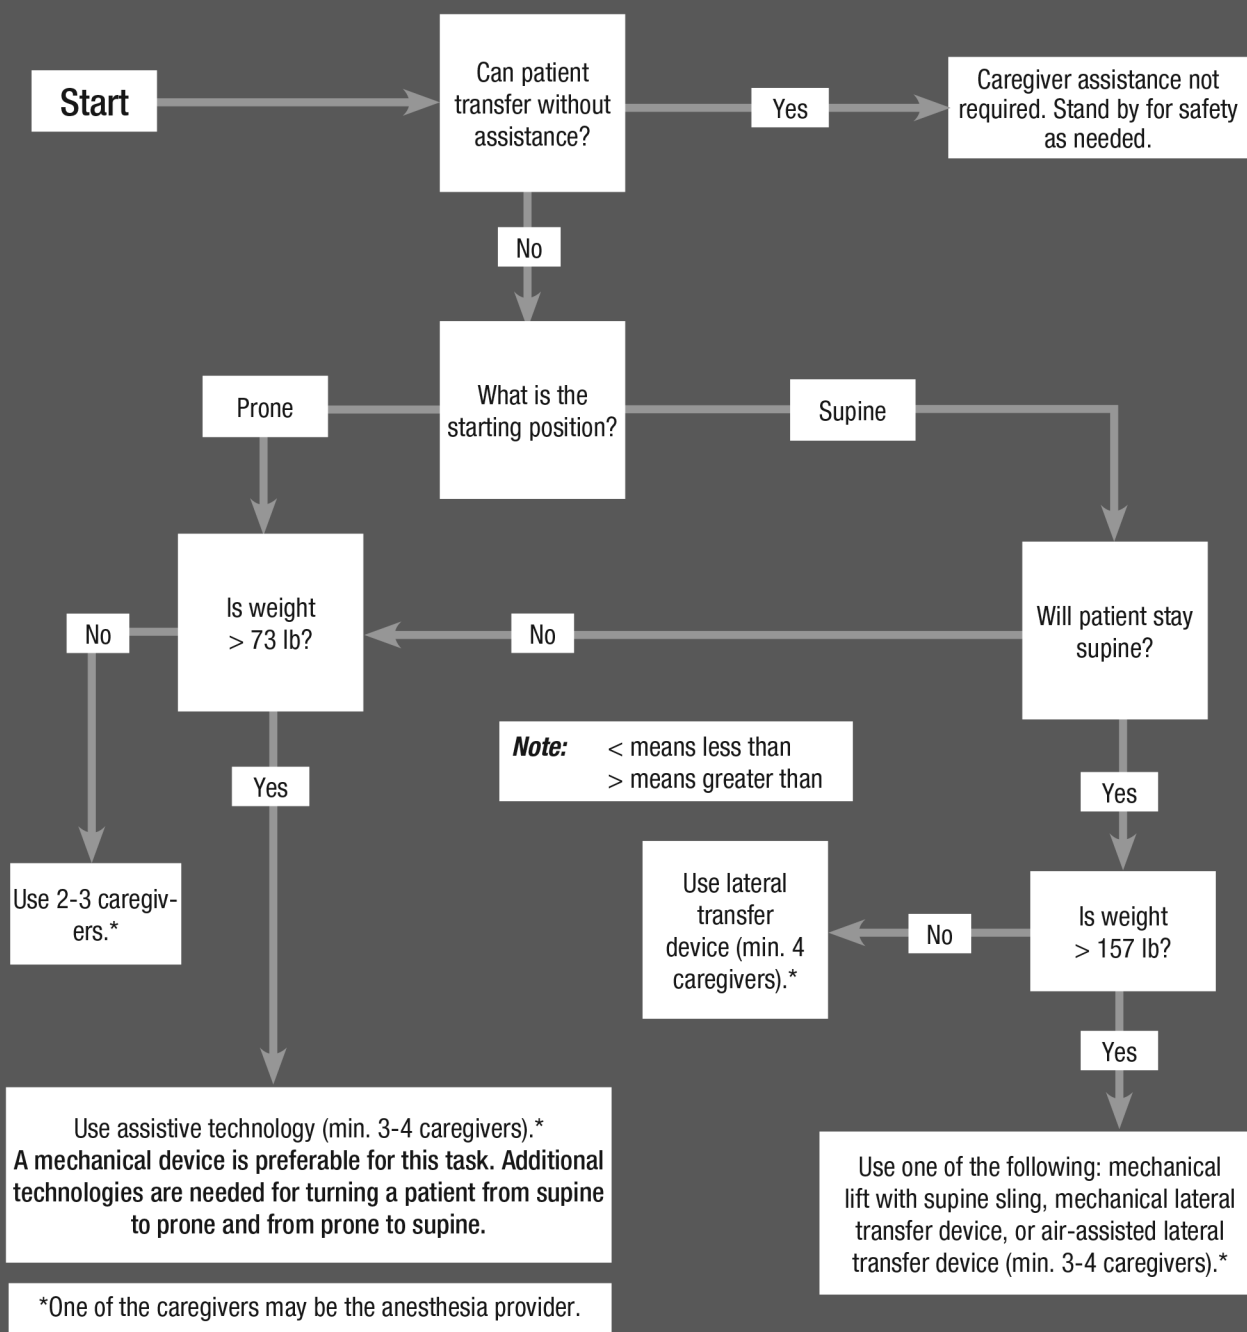 Start
Can patient
transfer without
assistance?
Yes
Caregiver assistance not
required. Stand by for safety
as needed.
No
What is the
starting position?
Prone
Supine
Is weight
> 73 lb?
No
No
Will patient stay
supine?
Note: < means less than
> means greater than
Yes
Yes
Use 2-3 caregiv-
ers.*
Use lateral
transfer
device (min. 4
caregivers).*
No
Is weight
> 157 lb?
Yes
Use assistive technology (min. 3-4 caregivers).*
A mechanical device is preferable for this task. Additional
technologies are needed for turning a patient from supine
to prone and from prone to supine.
Use one of the following: mechanical
lift with supine sling, mechanical lateral
transfer device, or air-assisted lateral
transfer device (min. 3-4 caregivers).*
*One of the caregivers may be the anesthesia provider.